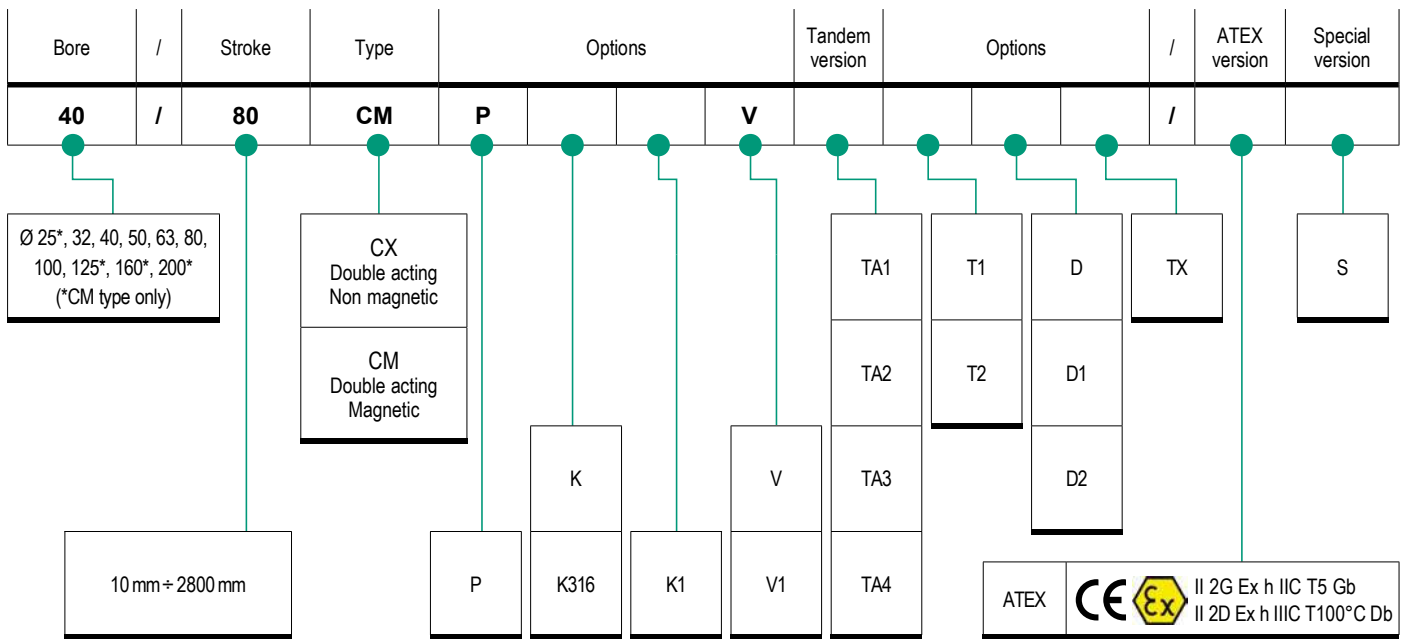 Bore / Stroke Type Options Tandem version Options / ATEX version Special version
40 / 80 CM P V /
Ø 25*, 32, 40, 50, 63, 80,
100, 125*, 160*, 200*
(*CM type only)
CX
Double acting
Non magnetic
CM
Double acting
Magnetic
10 mm ÷ 2800 mm
P
K
K316
K1
V
V1
TA1
TA2
TA3
TA4
T1
T2
D
D1
D2
TX
ATEX
CE Ex
II 2G Ex h IIC T5 Gb
II 2D Ex h IIIC T100°C Db
S